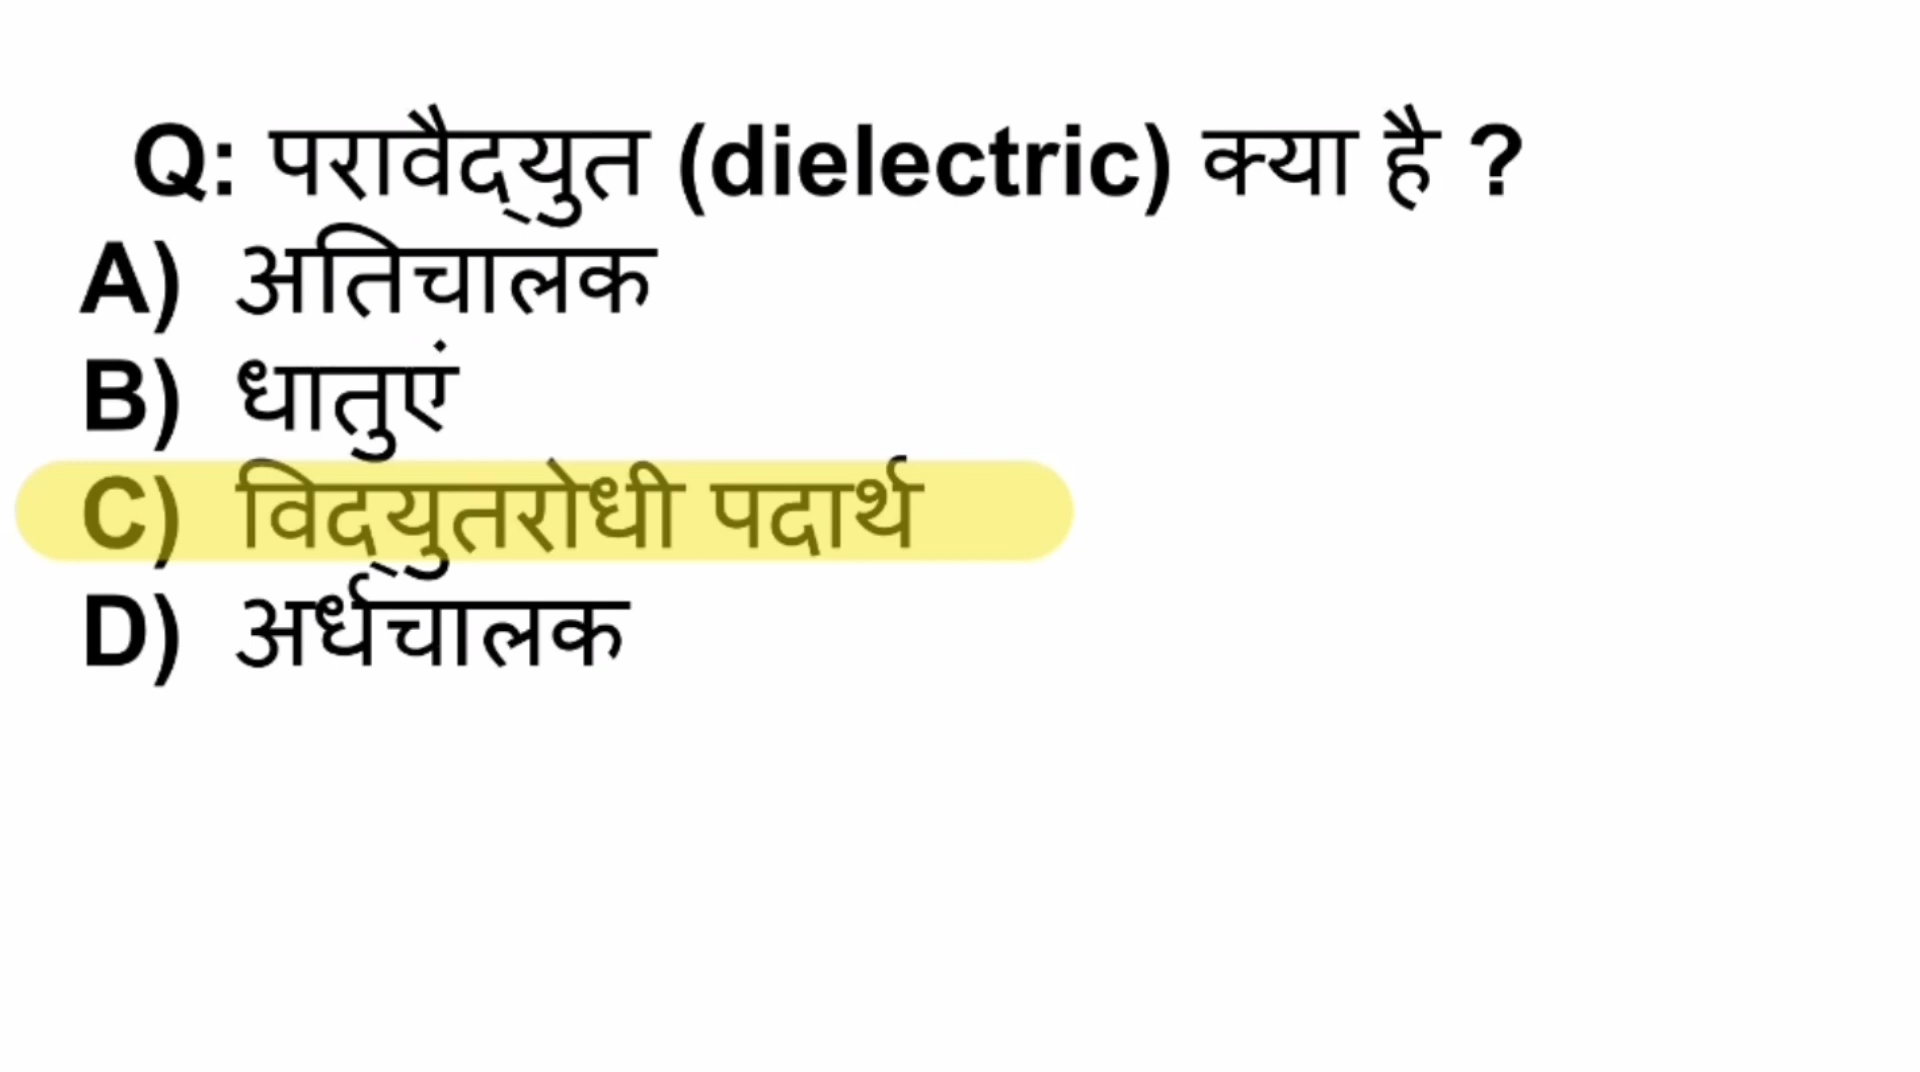 Q: परावैद्युत (dielectric) क्या है ?
A) अतिचालक
B) धातुएं
C) विद्युतरोधी पदार्थ
D) अर्धचालक